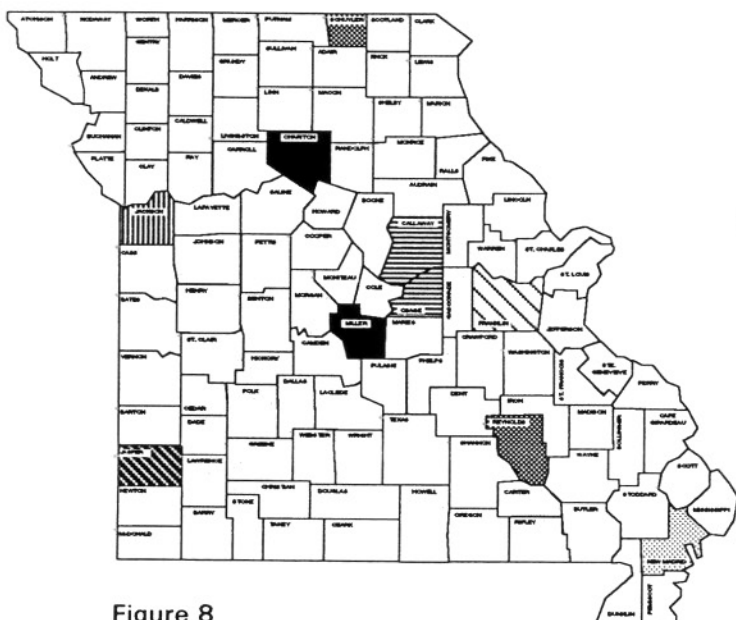 ATCHISON NODAWAY WORTH HARRISON MERCER PUTNAM SCHUYLER SCOTLAND CLARK
GENTRY SULLIVAN ADAIR KNOX LEWIS
HOLT ANDREW DEKALB DAVIES GRUNDY LINN MACON SHELBY MARION
BUCHANAN CLINTON CALDWELL LIVINGSTON CHARITON RANDOLPH MONROE RALLS PIKE
PLATTE CLAY RAY CARROLL AUDRAIN
JACKSON LAFAYETTE SALINE HOWARD BOONE CALLAWAY MONTGOMERY LINCOLN
CASS JOHNSON PETTIS COOPER MONITEAU COLE OSAGE GASCONADE WARREN ST. CHARLES ST. LOUIS
BATES HENRY BENTON MORGAN MILLER MARIES FRANKLIN JEFFERSON
VERNON ST. CLAIR HICKORY CAMDEN PULASKI PHELPS CRAWFORD WASHINGTON ST. FRANCOIS STE. GENEVIEVE PERRY
BARTON CEDAR POLK DALLAS LACLEDE TEXAS DENT IRON MADISON BOLLINGER CAPE GIRARDEAU
JASPER DADE GREENE WEBSTER WRIGHT SHANNON REYNOLDS WAYNE SCOTT
NEWTON LAWRENCE CHRISTIAN DOUGLAS HOWELL CARTER STODDARD MISSISSIPPI
McDONALD BARRY STONE TANEY OZARK OREGON RIPLEY BUTLER NEW MADRID
DUNKLIN PEMISCOT
Figure 8